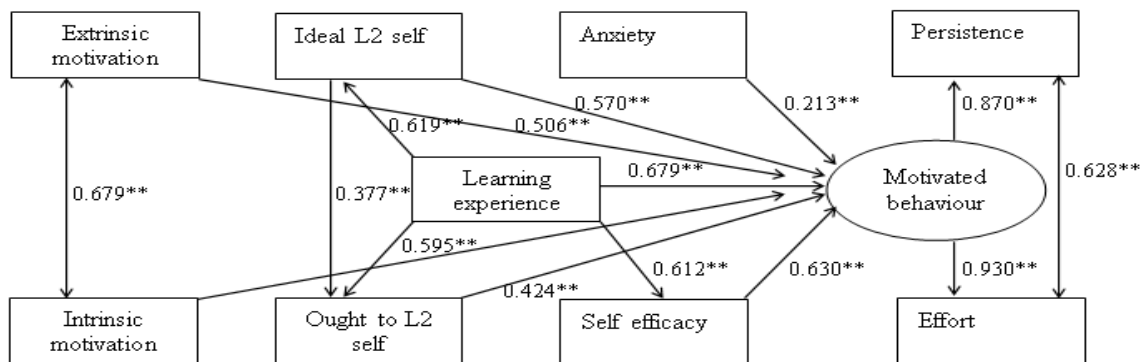 Extrinsic
motivation
Ideal L2 self
Anxiety
Persistence
0.570**
0.213**
0.870**
0.619**
0.506**
0.679**
0.377**
Learning
experience
0.679**
Motivated
behaviour
0.628**
0.595**
0.612**
0.630**
0.930**
0.424**
Intrinsic
motivation
Ought to L2
self
Self efficacy
Effort